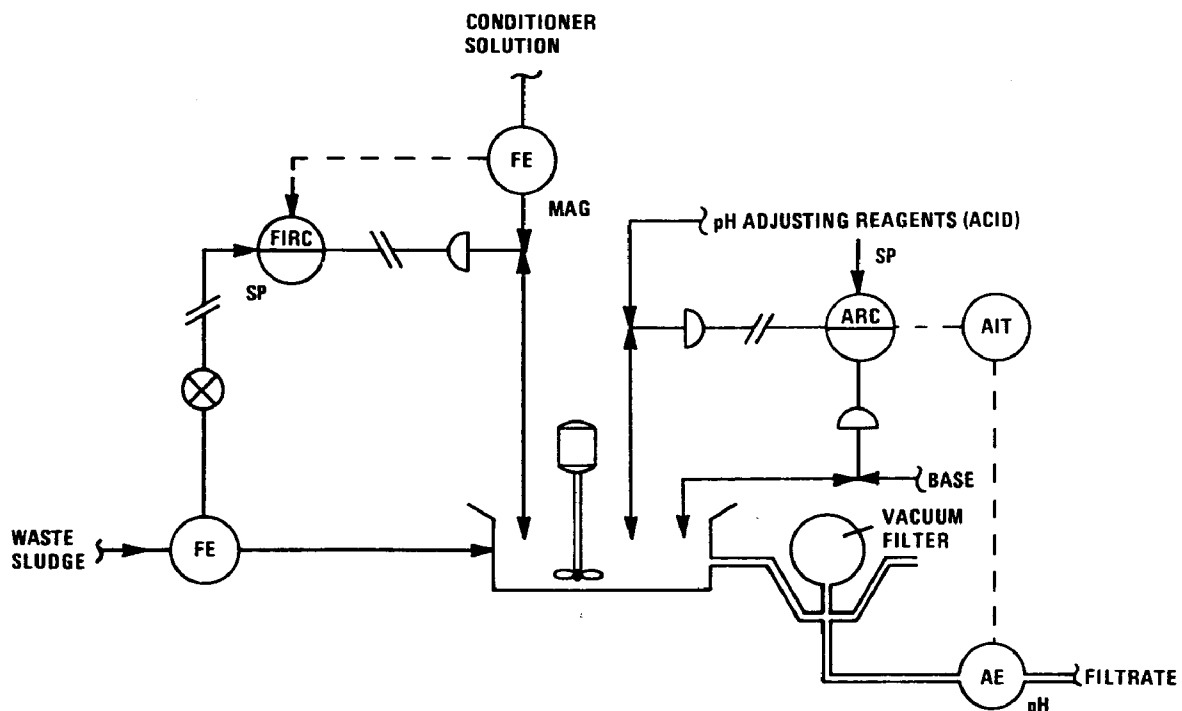 CONDITIONER
SOLUTION
FE
MAG
FIRC
SP
pH ADJUSTING REAGENTS (ACID)
SP
ARC
AIT
BASE
VACUUM
FILTER
WASTE
SLUDGE
FE
AE
pH
FILTRATE